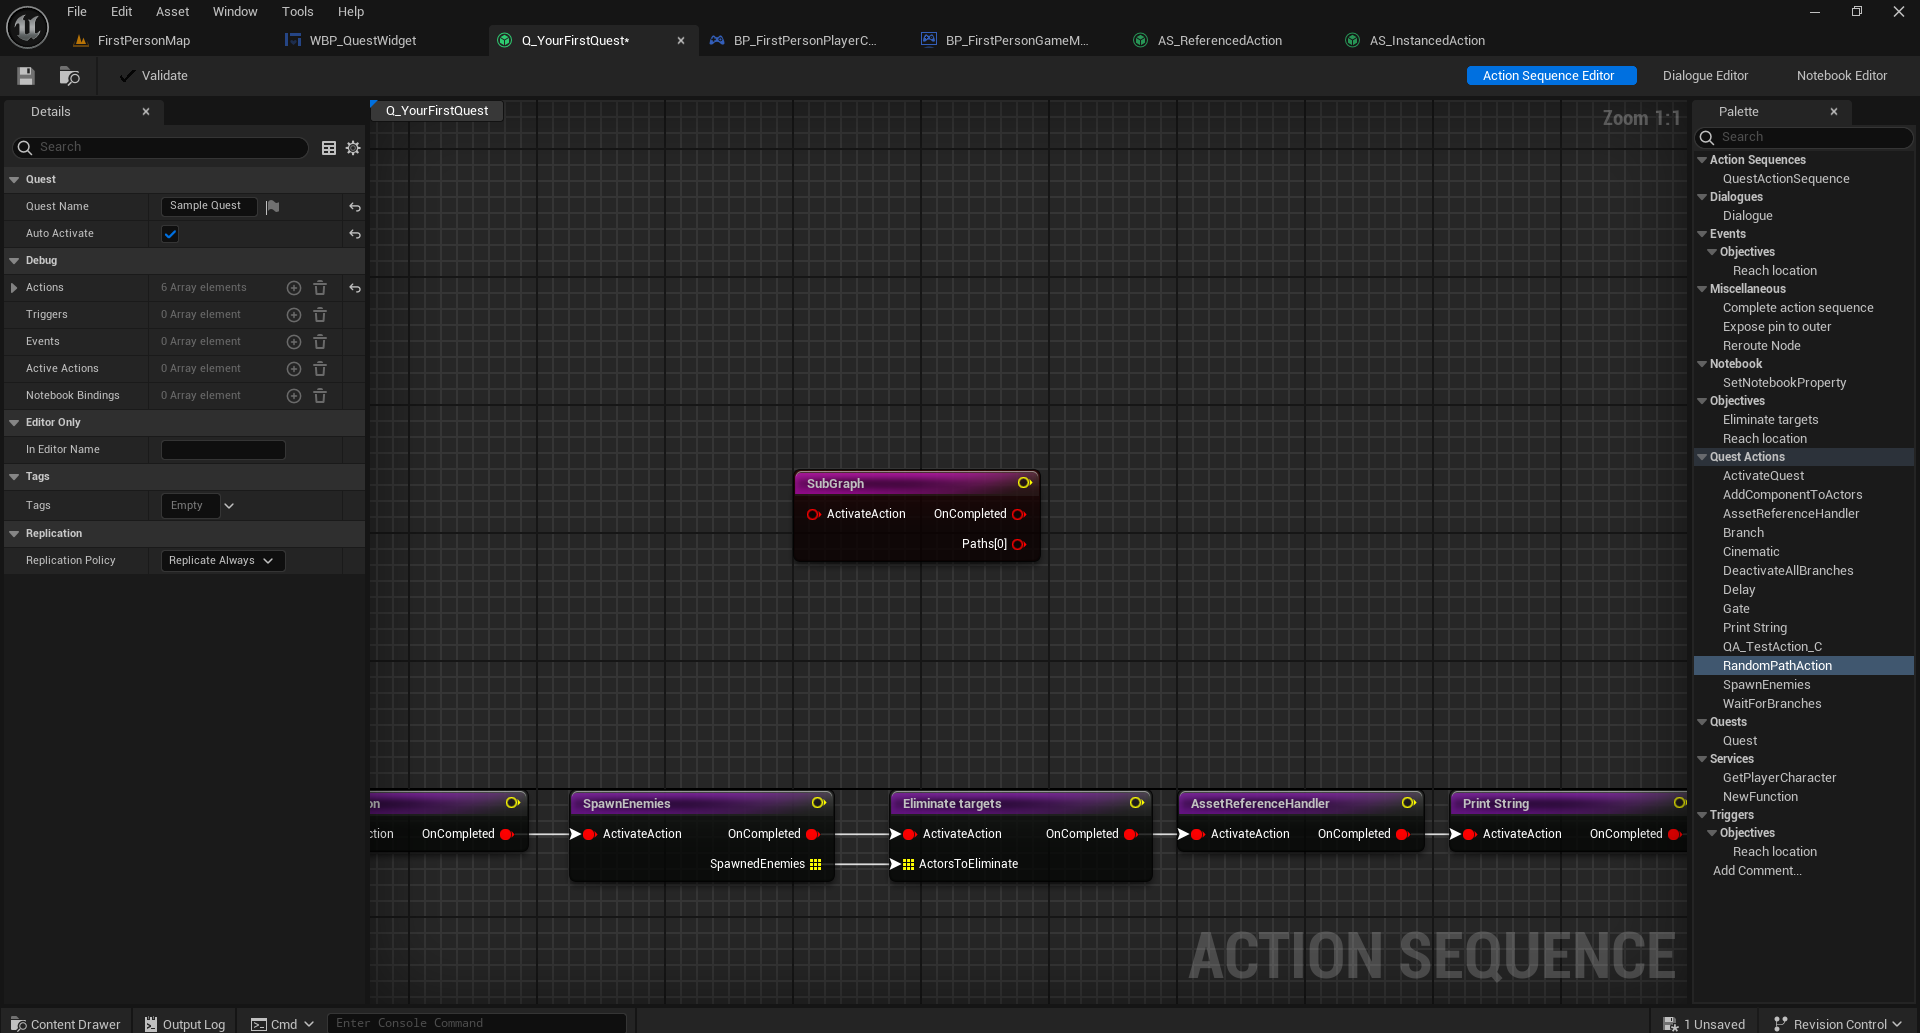 File Edit Asset Window Tools Help
FirstPersonMap WBP_QuestWidget Q_YourFirstQuest* BP_FirstPersonPlayerC... BP_FirstPersonGameM... AS_ReferencedAction AS_InstancedAction
Validate Action Sequence Editor Dialogue Editor Notebook Editor
Details
Search
Quest
Quest Name Sample Quest
Auto Activate
Debug
Actions 6 Array elements
Triggers 0 Array element
Events 0 Array element
Active Actions 0 Array element
Notebook Bindings 0 Array element
Editor Only
In Editor Name
Tags
Tags Empty
Replication
Replication Policy Replicate Always
Q_YourFirstQuest
Zoom 1:1
SubGraph
ActivateAction OnCompleted
Paths[0]
on
ction OnCompleted
SpawnEnemies
ActivateAction OnCompleted
SpawnedEnemies
Eliminate targets
ActivateAction OnCompleted
ActorsToEliminate
AssetReferenceHandler
ActivateAction OnCompleted
Print String
ActivateAction OnCompleted
ACTION SEQUENCE
Palette
Search
Action Sequences
QuestActionSequence
Dialogues
Dialogue
Events
Objectives
Reach location
Miscellaneous
Complete action sequence
Expose pin to outer
Reroute Node
Notebook
SetNotebookProperty
Objectives
Eliminate targets
Reach location
Quest Actions
ActivateQuest
AddComponentToActors
AssetReferenceHandler
Branch
Cinematic
DeactivateAllBranches
Delay
Gate
Print String
QA_TestAction_C
RandomPathAction
SpawnEnemies
WaitForBranches
Quests
Quest
Services
GetPlayerCharacter
NewFunction
Triggers
Objectives
Reach location
Add Comment...
Content Drawer Output Log Cmd Enter Console Command 1 Unsaved Revision Control